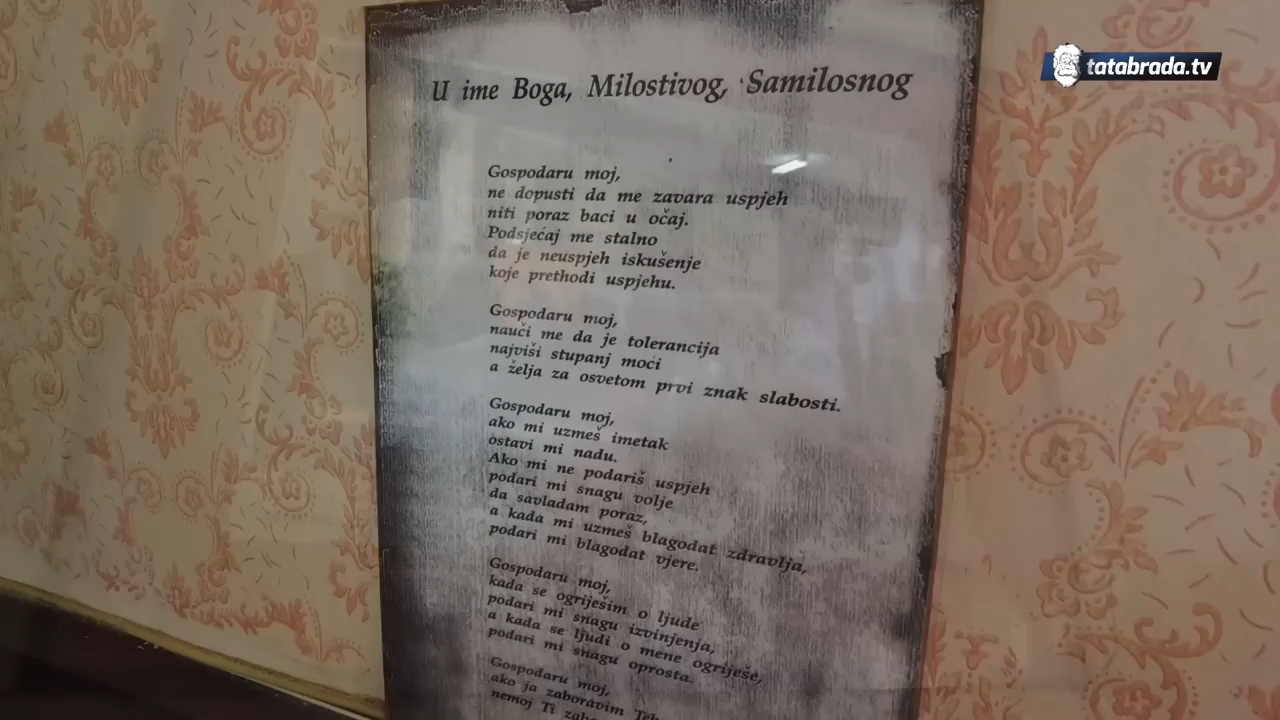 tatabrada.tv
U ime Boga, Milostivog, Samilosnog
Gospodaru moj,
ne dopusti da me zavara uspjeh
niti poraz baci u očaj.
Podsjećaj me stalno
da je neuspjeh iskušenje
koje prethodi uspjehu.
Gospodaru moj,
nauči me da je tolerancija
najviši stupanj moći
a želja za osvetom prvi znak slabosti.
Gospodaru moj,
ako mi uzmeš imetak
ostavi mi nadu.
Ako mi ne podariš uspjeh
podari mi snagu volje
da savladam poraz,
a kada mi uzmeš blagodat zdravlja,
podari mi blagodat vjere.
Gospodaru moj,
kada se ogriješim o ljude
podari mi snagu izvinjenja,
a kada se ljudi o mene ogriješe,
podari mi snagu oprosta.
Gospodaru moj,
ako ja zaboravim
nemoj Ti